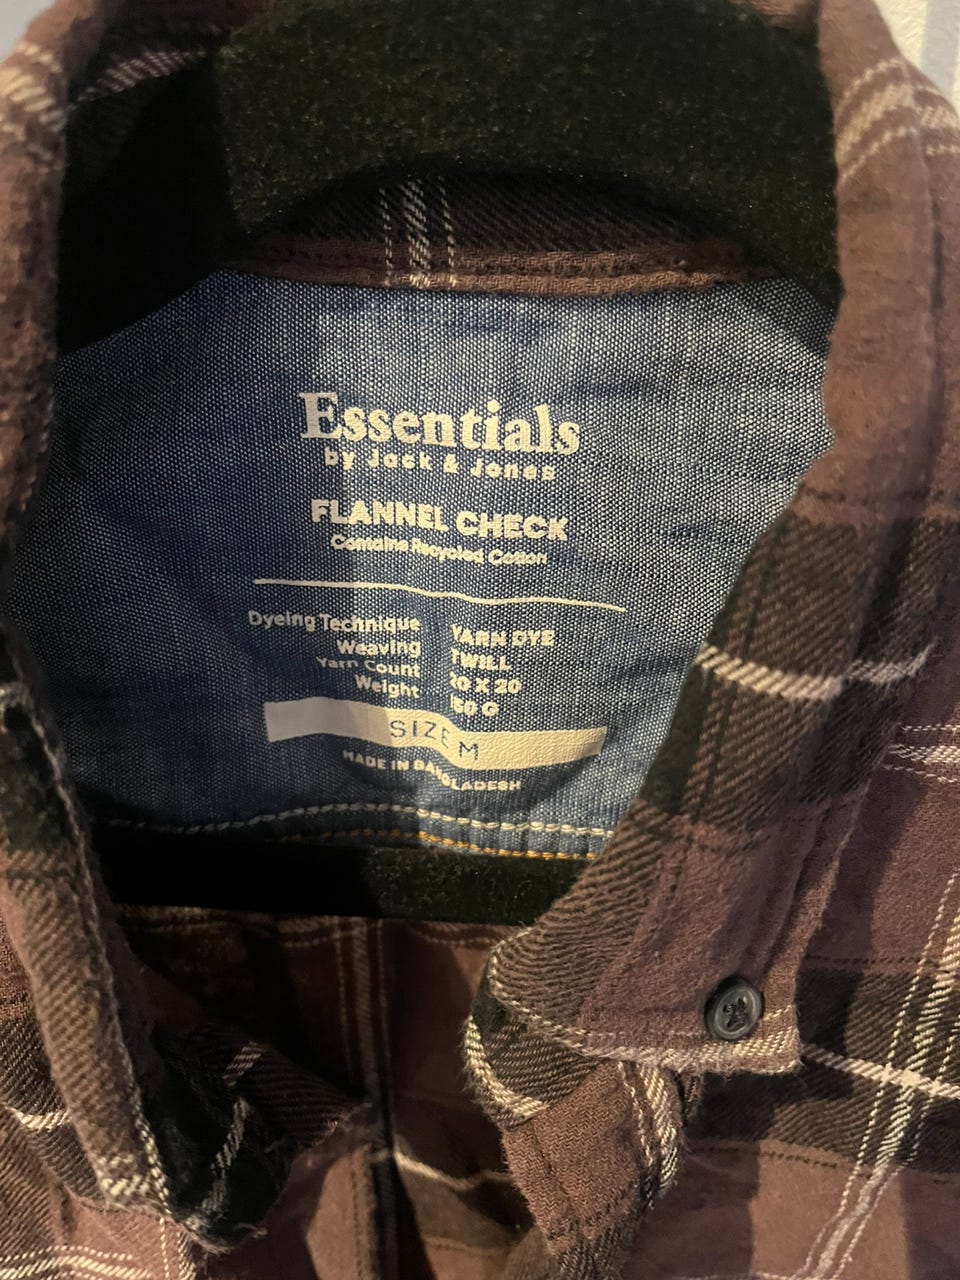 Essentials
by Jack & Jones
FLANNEL CHECK
Contains Recycled Cotton
Dyeing Technique YARN DYE
Weaving TWILL
Yarn Count 20 X 20
Weight
SIZE M
MADE IN BANGLADESH